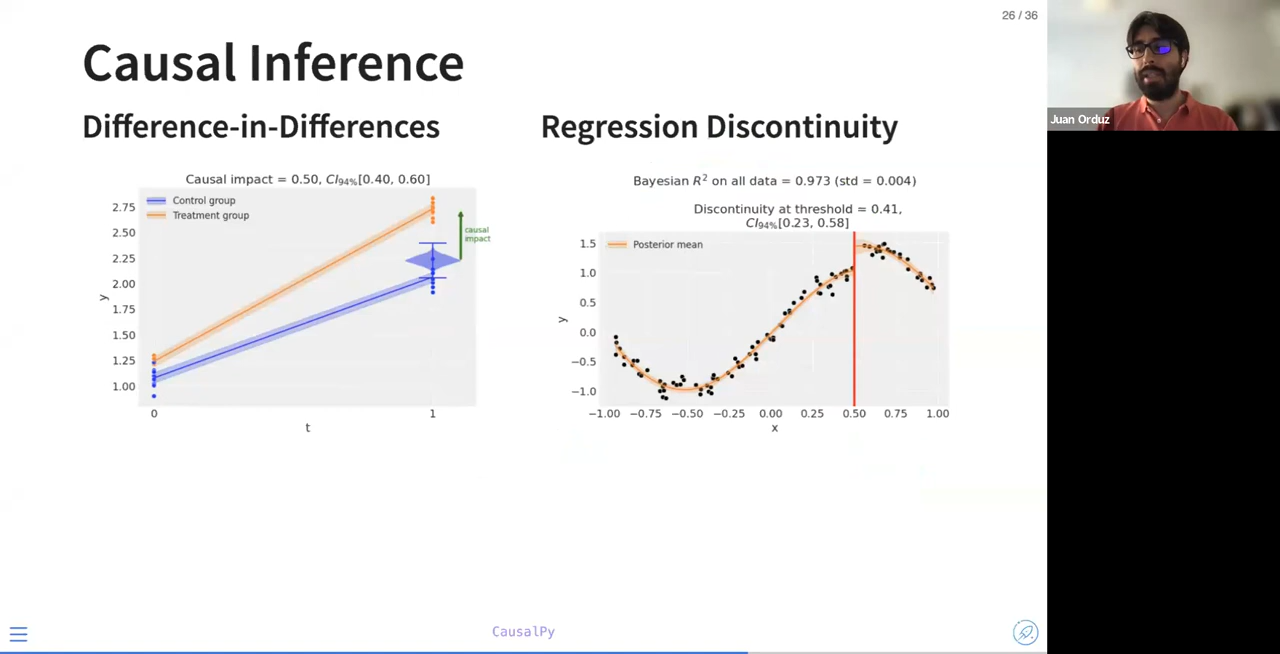 26 / 36
Causal Inference
Difference-in-Differences
Causal impact = 0.50, CI94%[0.40, 0.60]
Control group
Treatment group
causal
impact
2.75
2.50
2.25
2.00
1.75
1.50
1.25
1.00
y
0 1
t
Regression Discontinuity
Bayesian R² on all data = 0.973 (std = 0.004)
Discontinuity at threshold = 0.41,
CI94%[0.23, 0.58]
Posterior mean
1.5
1.0
0.5
0.0
−0.5
−1.0
y
−1.00 −0.75 −0.50 −0.25 0.00 0.25 0.50 0.75 1.00
x
CausalPy
Juan Orduz